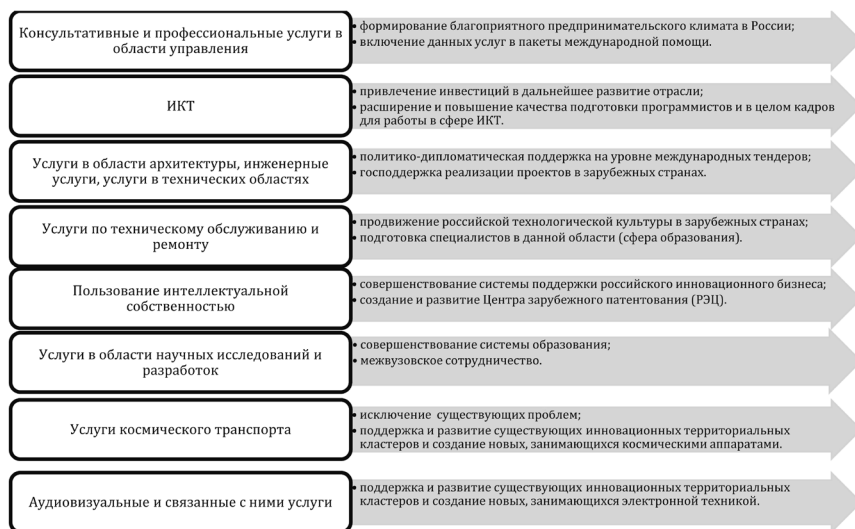 Консультативные и профессиональные услуги в
области управления
• формирование благоприятного предпринимательского климата в России;
• включение данных услуг в пакеты международной помощи.
ИКТ
• привлечение инвестиций в дальнейшее развитие отрасли;
• расширение и повышение качества подготовки программистов и в целом кадров
для работы в сфере ИКТ.
Услуги в области архитектуры, инженерные
услуги, услуги в технических областях
• политико-дипломатическая поддержка на уровне международных тендеров;
• господдержка реализации проектов в зарубежных странах.
Услуги по техническому обслуживанию и
ремонту
• продвижение российской технологической культуры в зарубежных странах;
• подготовка специалистов в данной области (сфера образования).
Пользование интеллектуальной
собственностью
• совершенствование системы поддержки российского инновационного бизнеса;
• создание и развитие Центра зарубежного патентования (РЭЦ).
Услуги в области научных исследований и
разработок
• совершенствование системы образования;
• межвузовское сотрудничество.
Услуги космического транспорта
• исключение существующих проблем;
• поддержка и развитие существующих инновационных территориальных
кластеров и создание новых, занимающихся космическими аппаратами.
Аудиовизуальные и связанные с ними услуги
• поддержка и развитие существующих инновационных территориальных
кластеров и создание новых, занимающихся электронной техникой.